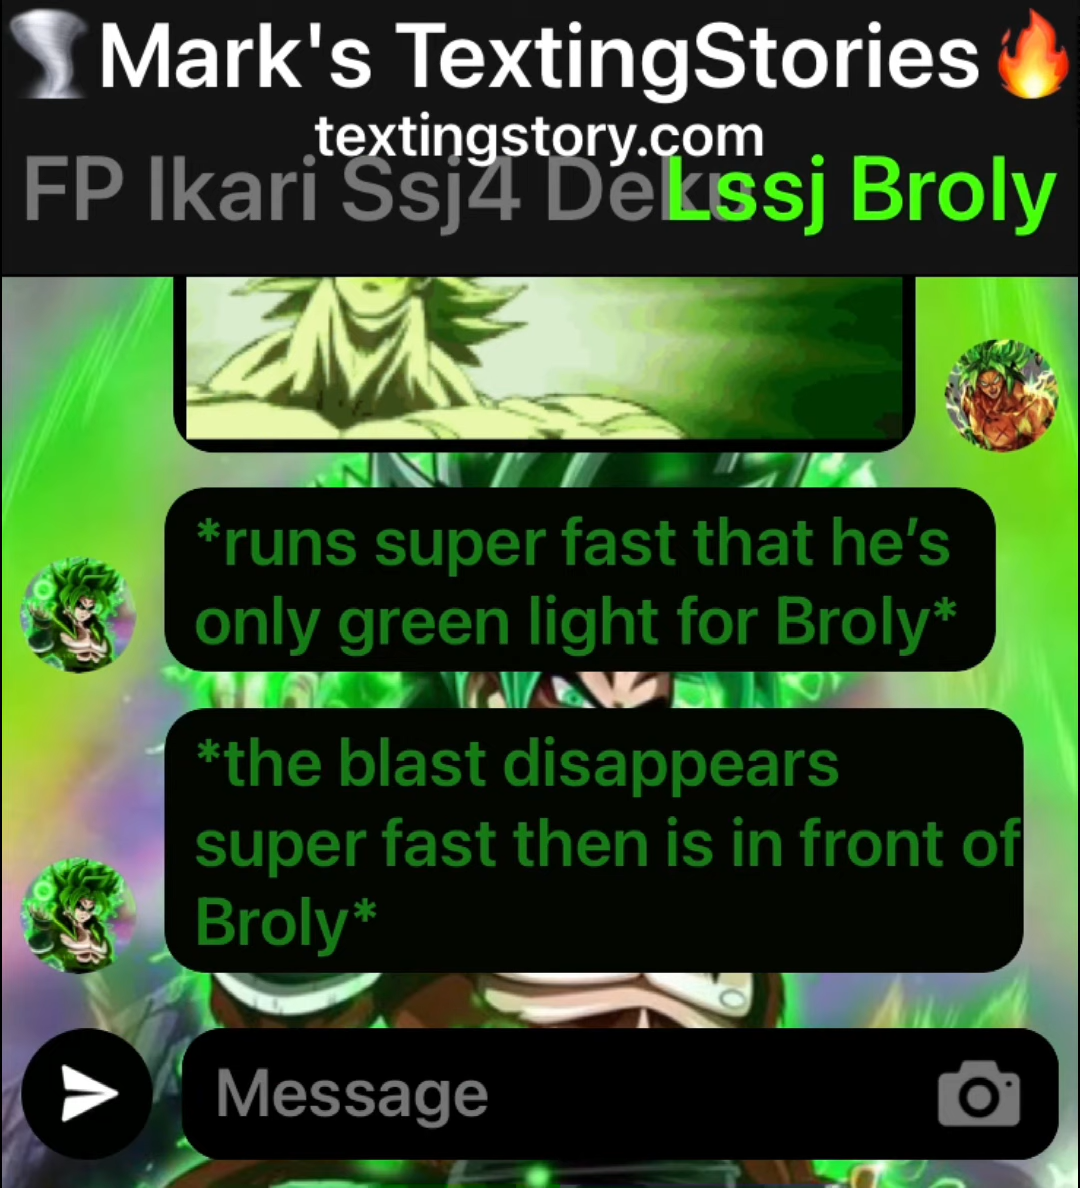 Mark's TextingStories
textingstory.com
FP Ikari Ssj4 Deku
Lssj Broly
*runs super fast that he’s
only green light for Broly*
*the blast disappears
super fast then is in front of
Broly*
Message